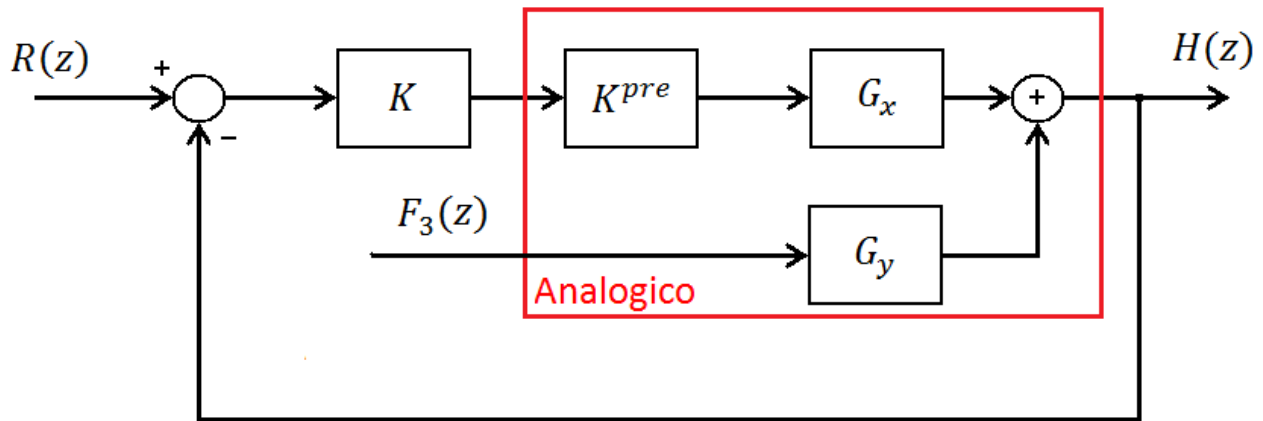 R(z)
+
−
K
K^{pre}
G_x
+
H(z)
F_3(z)
G_y
Analogico